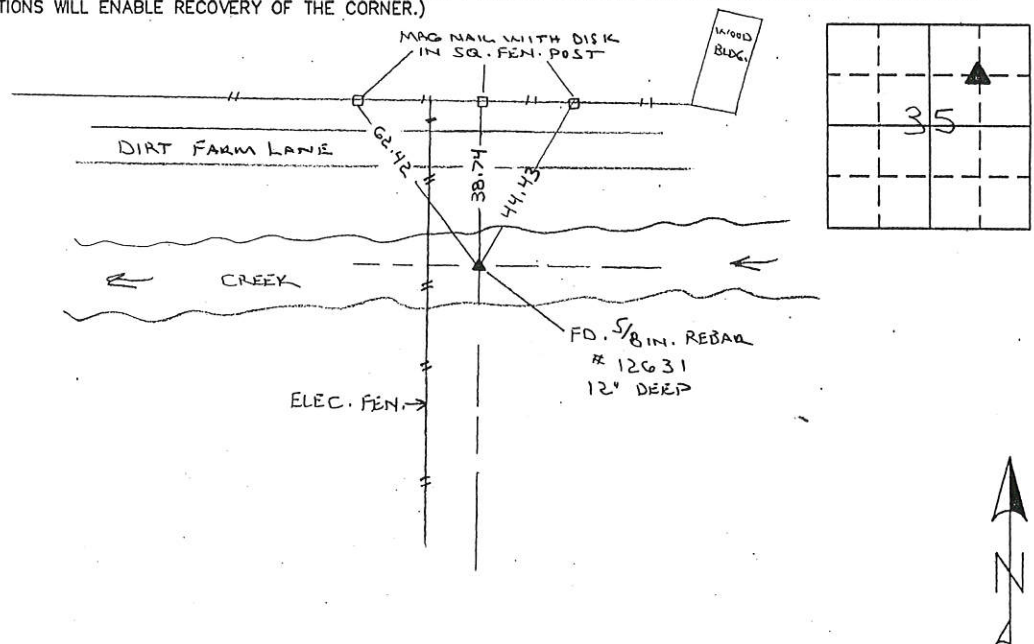 TIONS WILL ENABLE RECOVERY OF THE CORNER.)
MAG NAIL WITH DISK
IN SQ. FEN. POST
WOOD
BLDG.
35
DIRT FARM LANE
62.42
38.74
44.43
CREEK
FD. 5/8 IN. REBAR
# 12631
12" DEEP
ELEC. FEN.
N